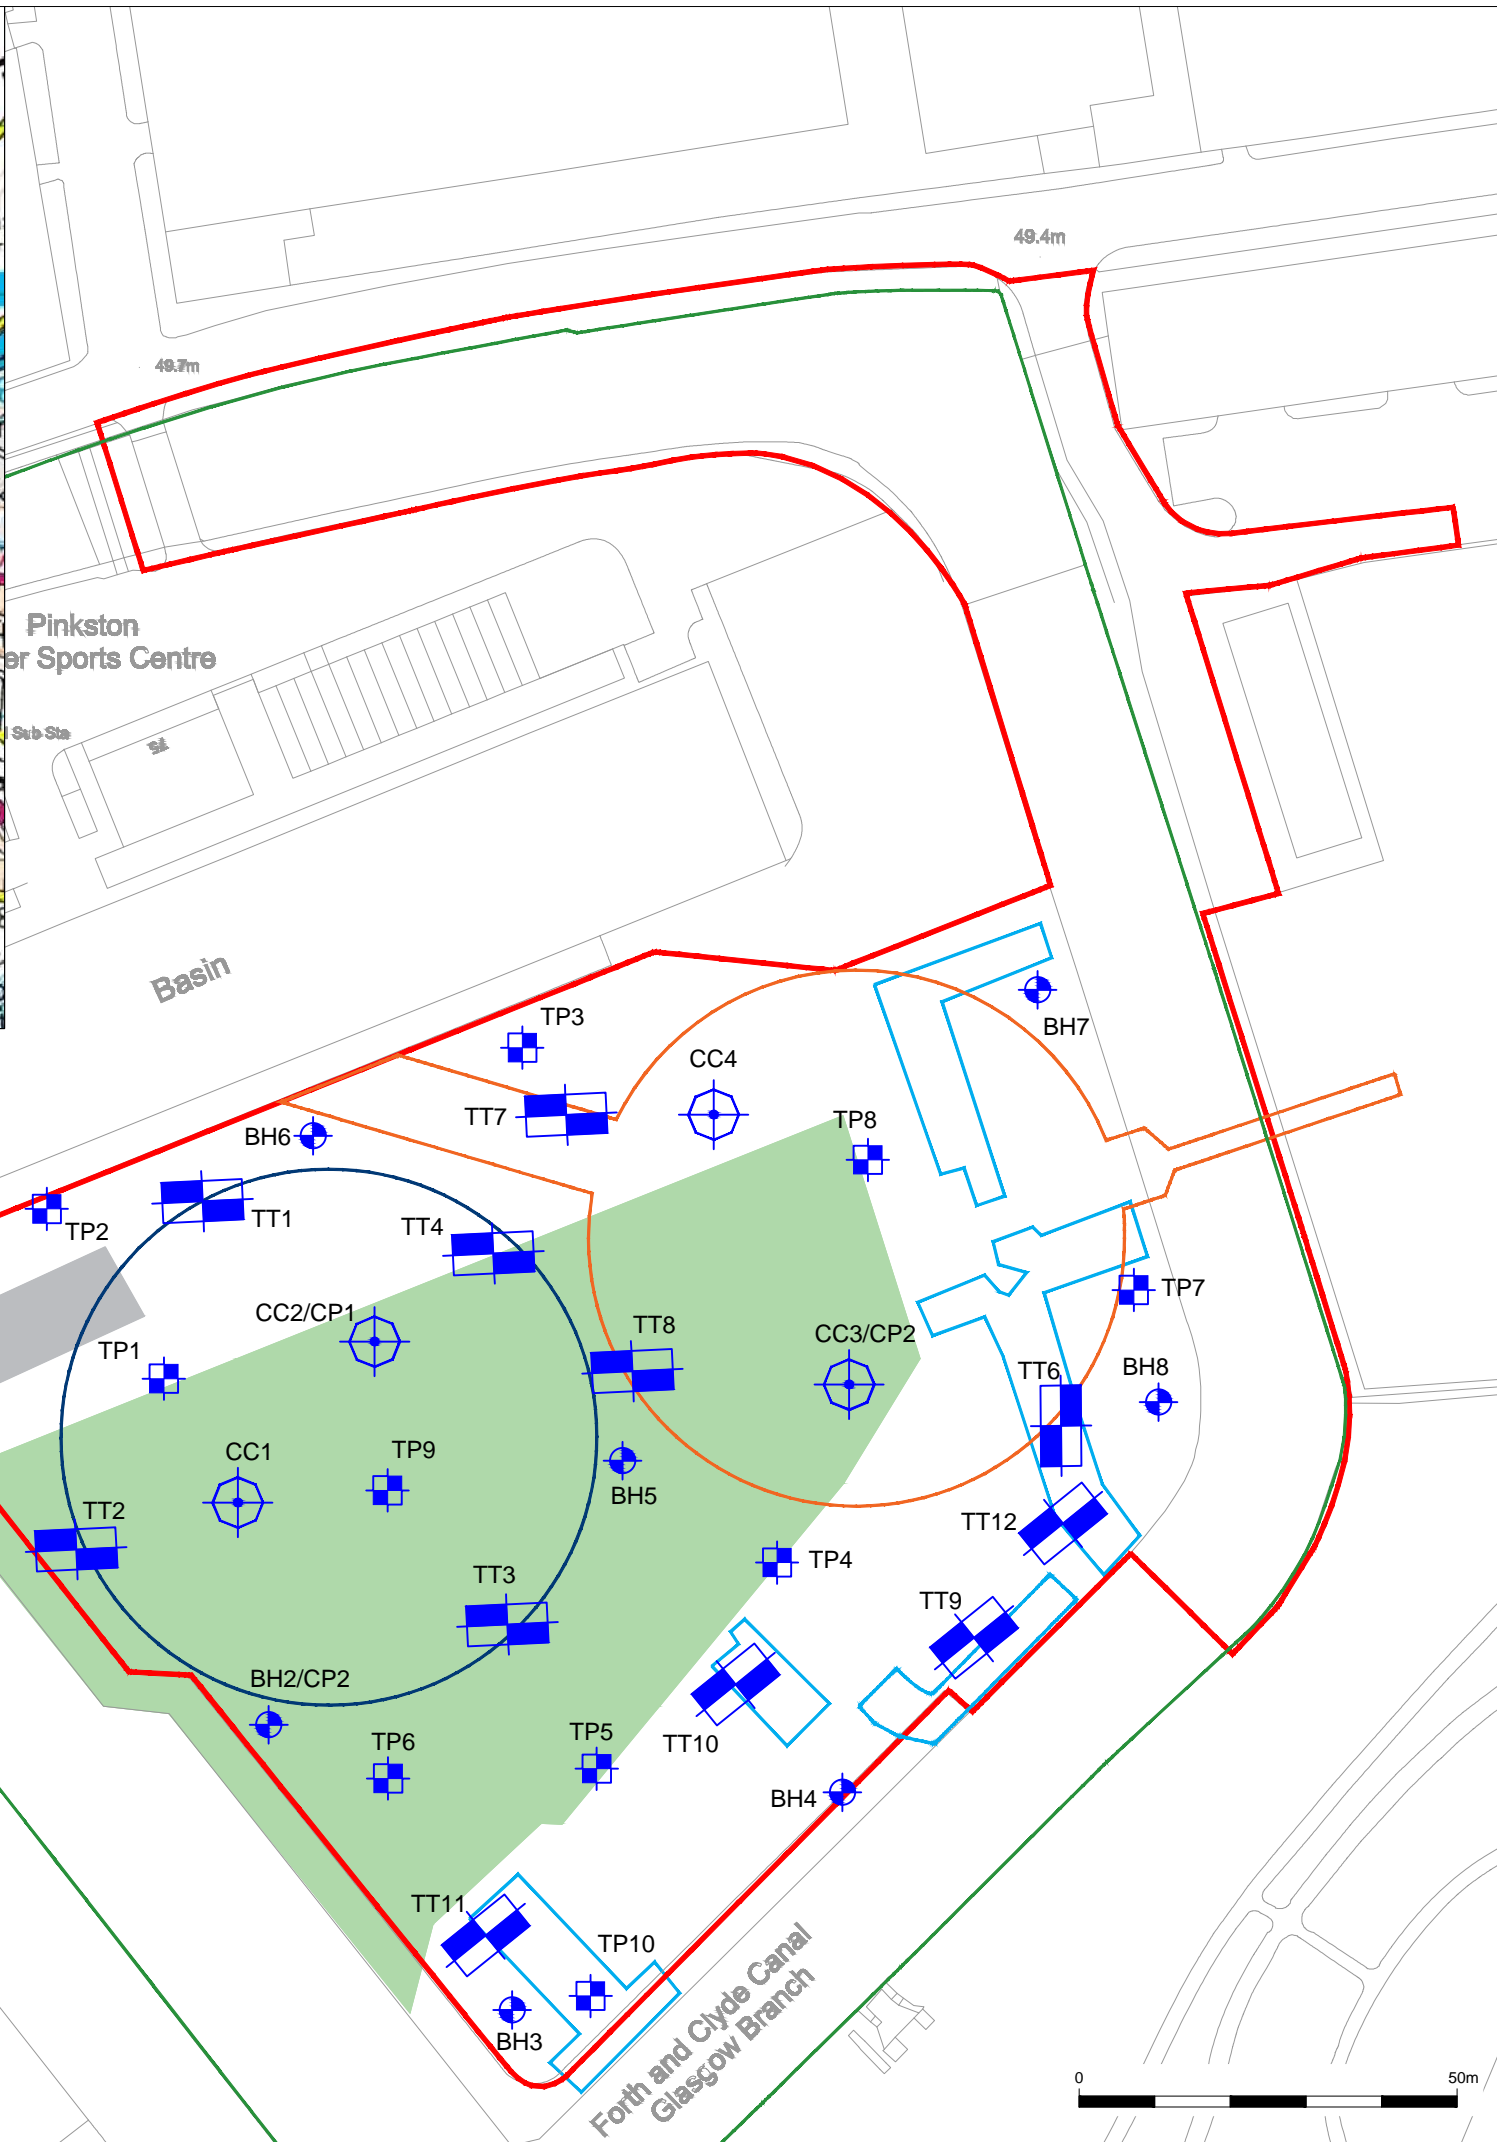 49.4m
49.7m
Pinkston
er Sports Centre
l Sub Sta
Basin
TP3
BH7
CC4
TT7
TP8
BH6
TP2
TT1
TT4
TP7
CC2/CP1
TT8
CC3/CP2
TP1
TT6
BH8
CC1
TP9
BH5
TT2
TT12
TP4
TT3
TT9
BH2/CP2
TP6
TP5
TT10
BH4
TT11
TP10
BH3
Forth and Clyde Canal
Glasgow Branch
0
50m